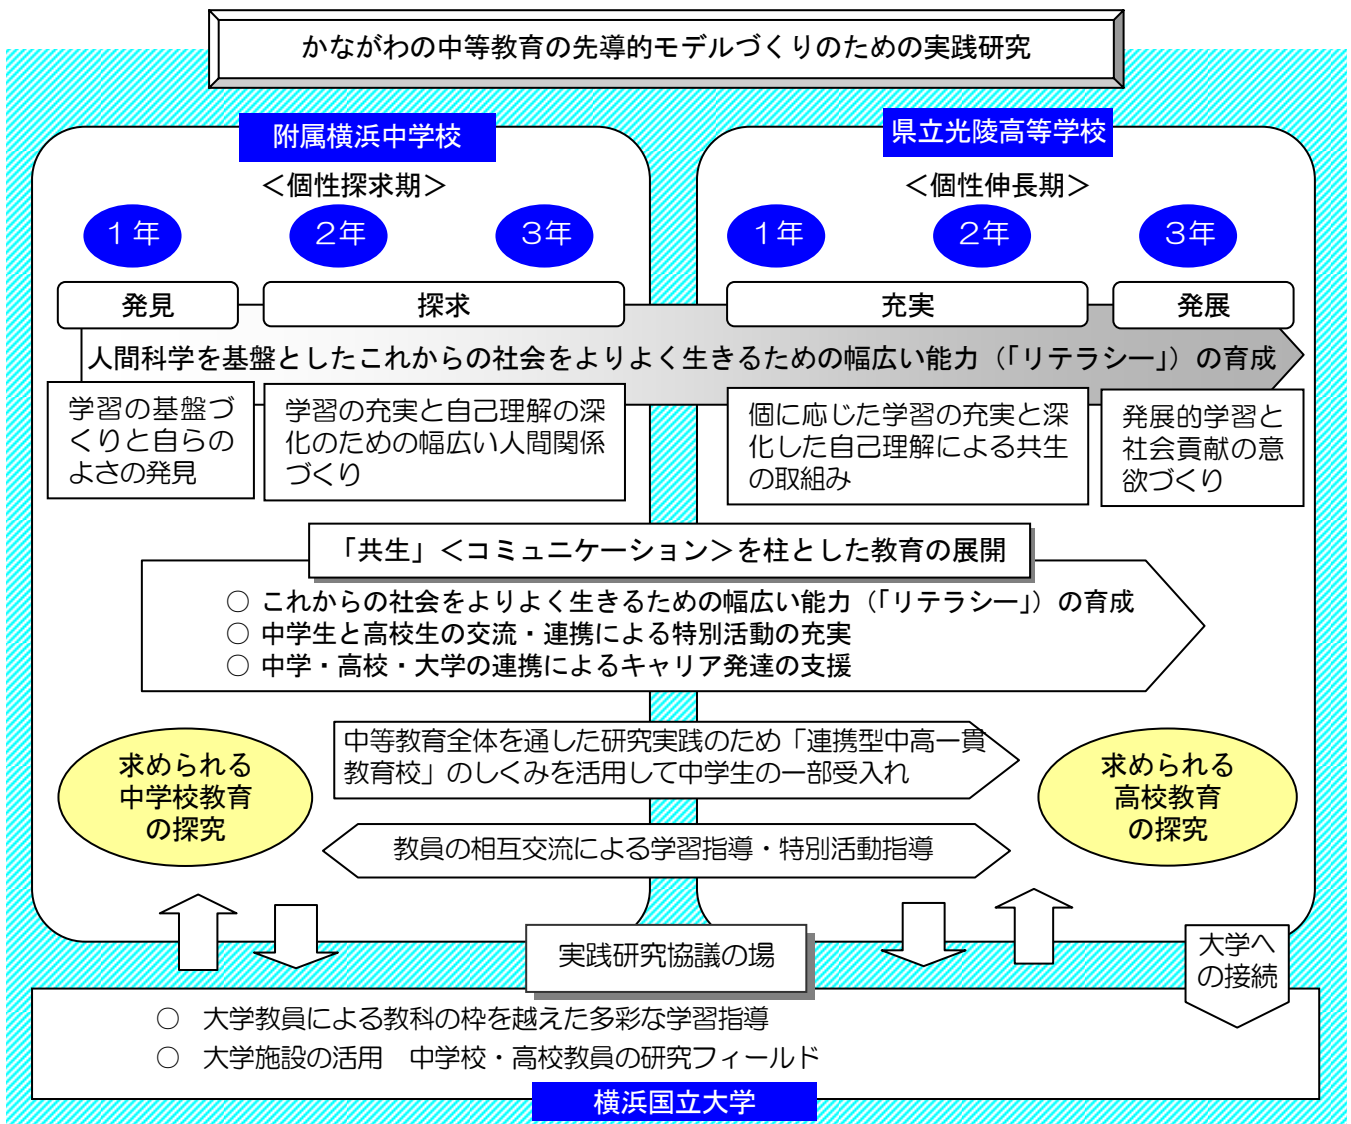 かながわの中等教育の先導的モデルづくりのための実践研究
附属横浜中学校
＜個性探求期＞
１年
２年
３年
県立光陵高等学校
＜個性伸長期＞
１年
２年
３年
発見
探求
充実
発展
人間科学を基盤としたこれからの社会をよりよく生きるための幅広い能力（「リテラシー」）の育成
学習の基盤づ
くりと自らの
よさの発見
学習の充実と自己理解の深
化のための幅広い人間関係
づくり
個に応じた学習の充実と深
化した自己理解による共生
の取組み
発展的学習と
社会貢献の意
欲づくり
「共生」＜コミュニケーション＞を柱とした教育の展開
○ これからの社会をよりよく生きるための幅広い能力（「リテラシー」）の育成
○ 中学生と高校生の交流・連携による特別活動の充実
○ 中学・高校・大学の連携によるキャリア発達の支援
求められる
中学校教育
の探究
中等教育全体を通した研究実践のため「連携型中高一貫
教育校」のしくみを活用して中学生の一部受入れ
教員の相互交流による学習指導・特別活動指導
求められる
高校教育
の探究
実践研究協議の場
大学へ
の接続
○ 大学教員による教科の枠を越えた多彩な学習指導
○ 大学施設の活用　中学校・高校教員の研究フィールド
横浜国立大学